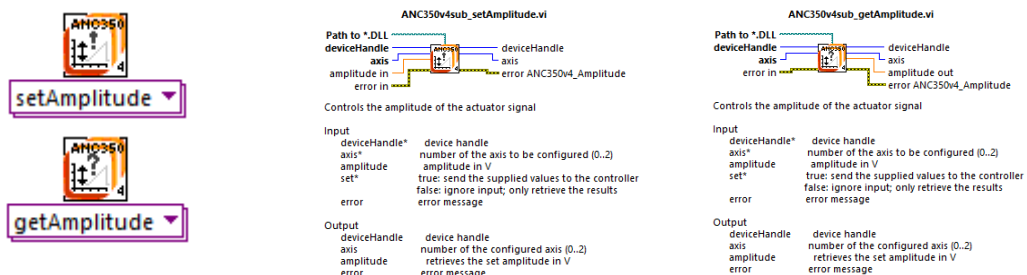 ANC350
4
setAmplitude
ANC350
4
getAmplitude
ANC350v4sub_setAmplitude.vi
Path to *.DLL
deviceHandle
axis
amplitude in
error in
ANC350
4
deviceHandle
axis
error ANC350v4_Amplitude
Controls the amplitude of the actuator signal
Input
deviceHandle* device handle
axis* number of the axis to be configured (0..2)
amplitude amplitude in V
set* true: send the supplied values to the controller
false: ignore input; only retrieve the results
error error message
Output
deviceHandle device handle
axis number of the configured axis (0..2)
amplitude retrieves the set amplitude in V
error error message
ANC350v4sub_getAmplitude.vi
Path to *.DLL
deviceHandle
axis
error in
ANC350
4
deviceHandle
axis
amplitude out
error ANC350v4_Amplitude
Controls the amplitude of the actuator signal
Input
deviceHandle* device handle
axis* number of the axis to be configured (0..2)
amplitude amplitude in V
set* true: send the supplied values to the controller
false: ignore input; only retrieve the results
error error message
Output
deviceHandle device handle
axis number of the configured axis (0..2)
amplitude retrieves the set amplitude in V
error error message